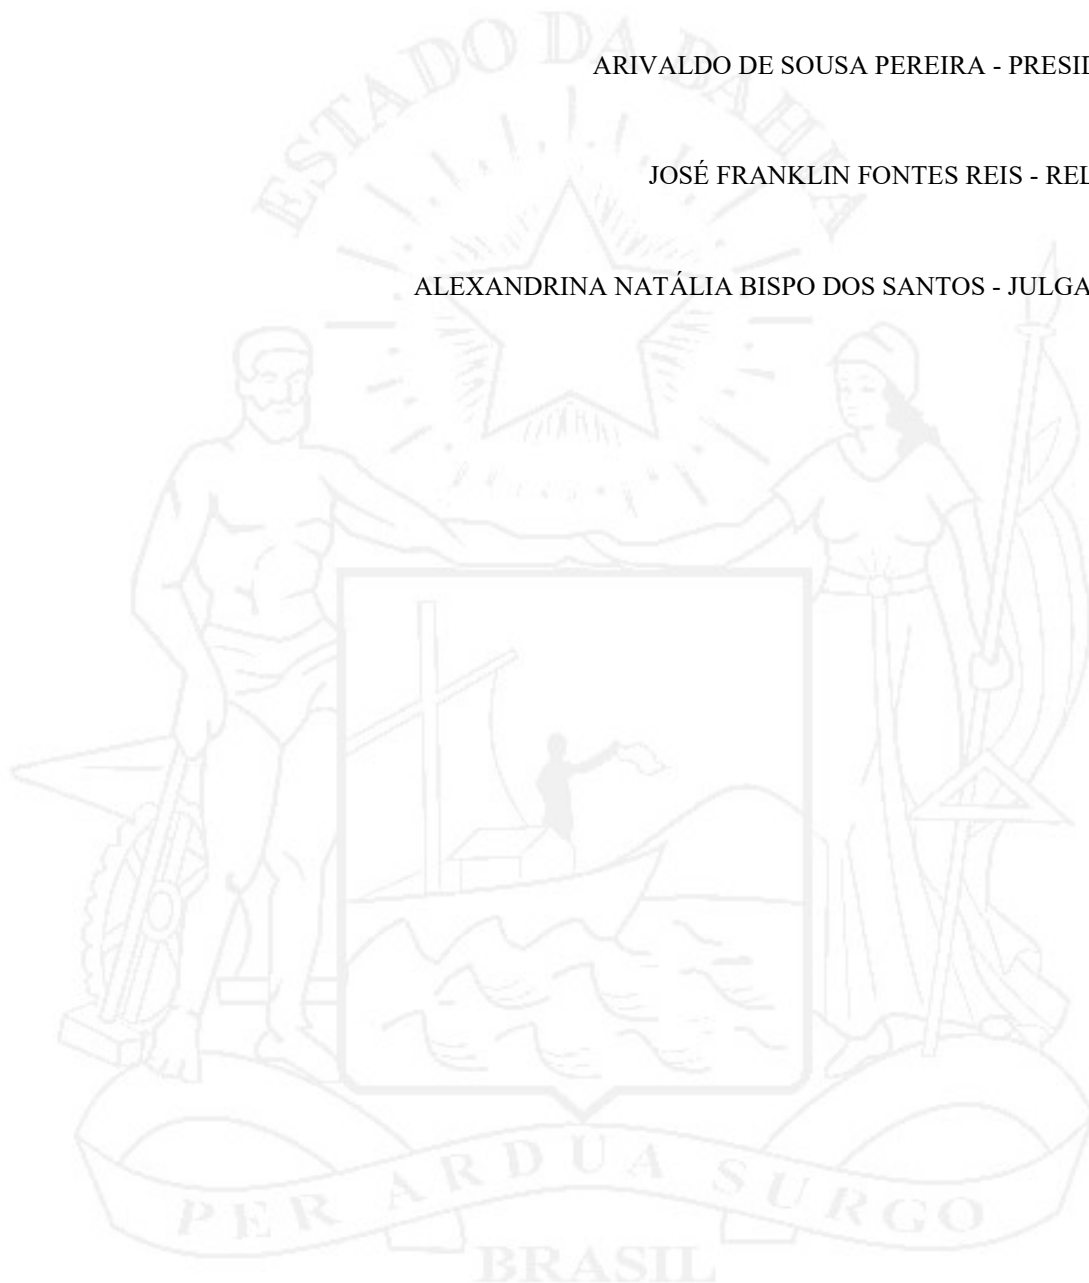 ESTADO DA BAHIA
ARIVALDO DE SOUSA PEREIRA - PRESID
JOSÉ FRANKLIN FONTES REIS - REL
ALEXANDRINA NATÁLIA BISPO DOS SANTOS - JULGA
PER ARDUA SURGO
BRASIL